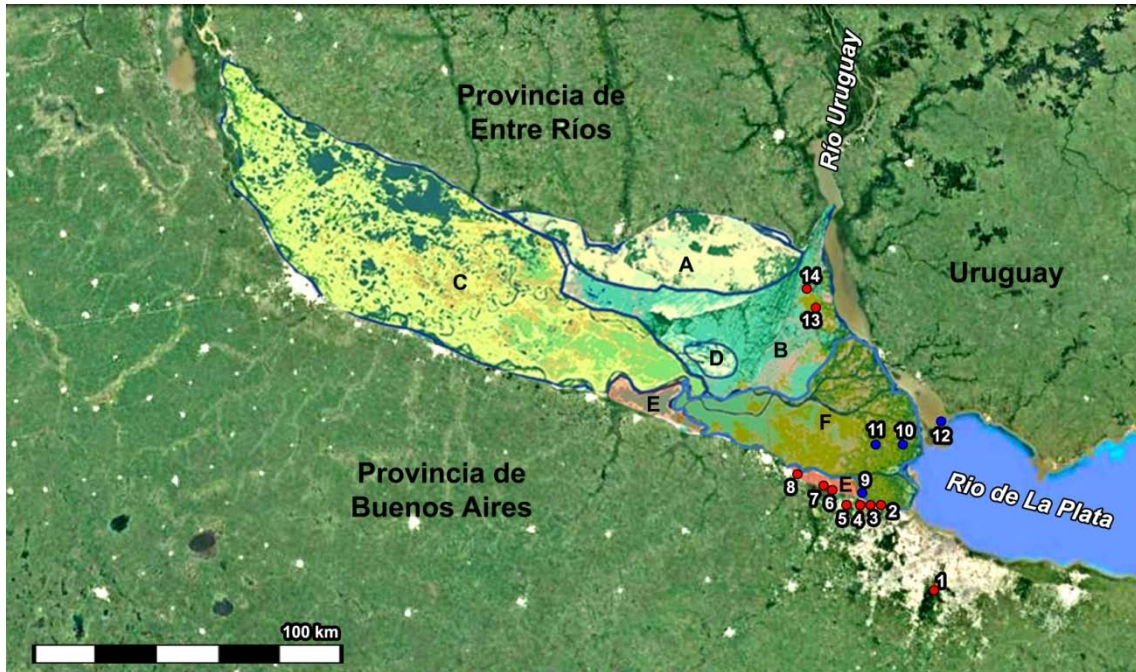 Provincia de
Entre Ríos
Río Uruguay
Uruguay
A
14
C
13
B
D
E
F
11
10
12
Provincia de
Buenos Aires
8
7
6
E
9
5
4
3
2
Rio de La Plata
1
100 km